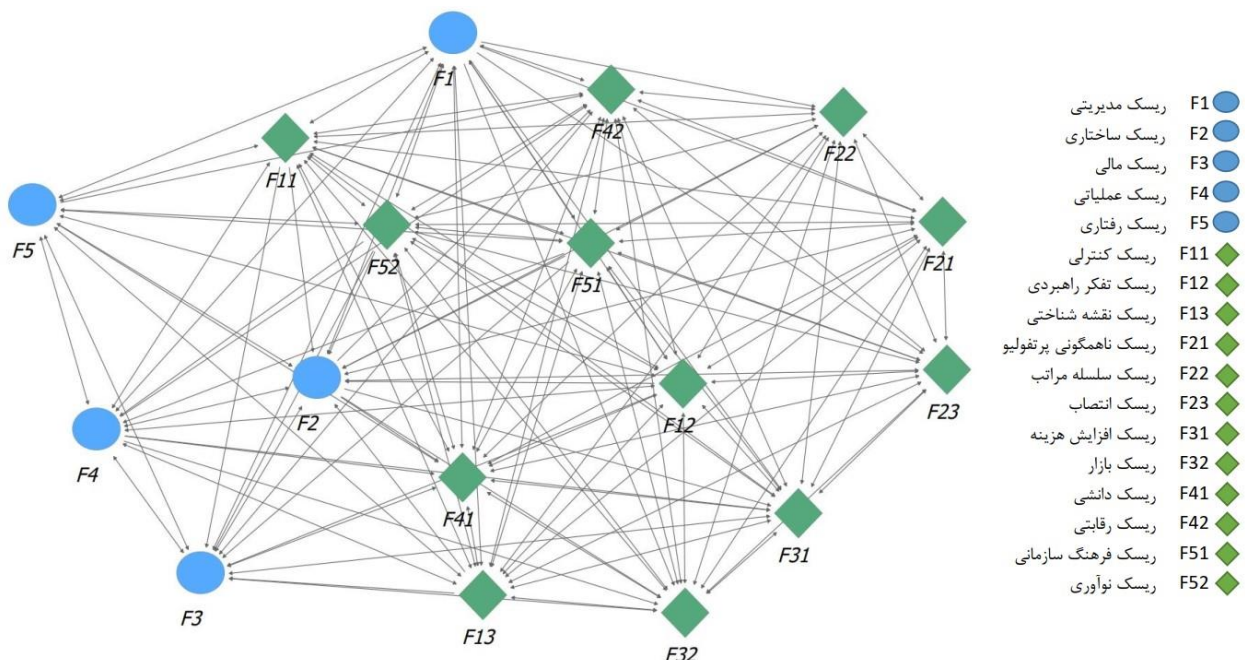 F1
F42
F22
F11
F52
F51
F21
F5
F2
F12
F23
F4
F41
F31
F3
F13
F32
F1 ریسک مدیریتی
F2 ریسک ساختاری
F3 ریسک مالی
F4 ریسک عملیاتی
F5 ریسک رفتاری
F11 ریسک کنترلی
F12 ریسک تفکر راهبردی
F13 ریسک نقشه شناختی
F21 ریسک ناهمگونی پرتفولیو
F22 ریسک سلسله مراتب
F23 ریسک انتصاب
F31 ریسک افزایش هزینه
F32 ریسک بازار
F41 ریسک دانشی
F42 ریسک رقابتی
F51 ریسک فرهنگ سازمانی
F52 ریسک نوآوری